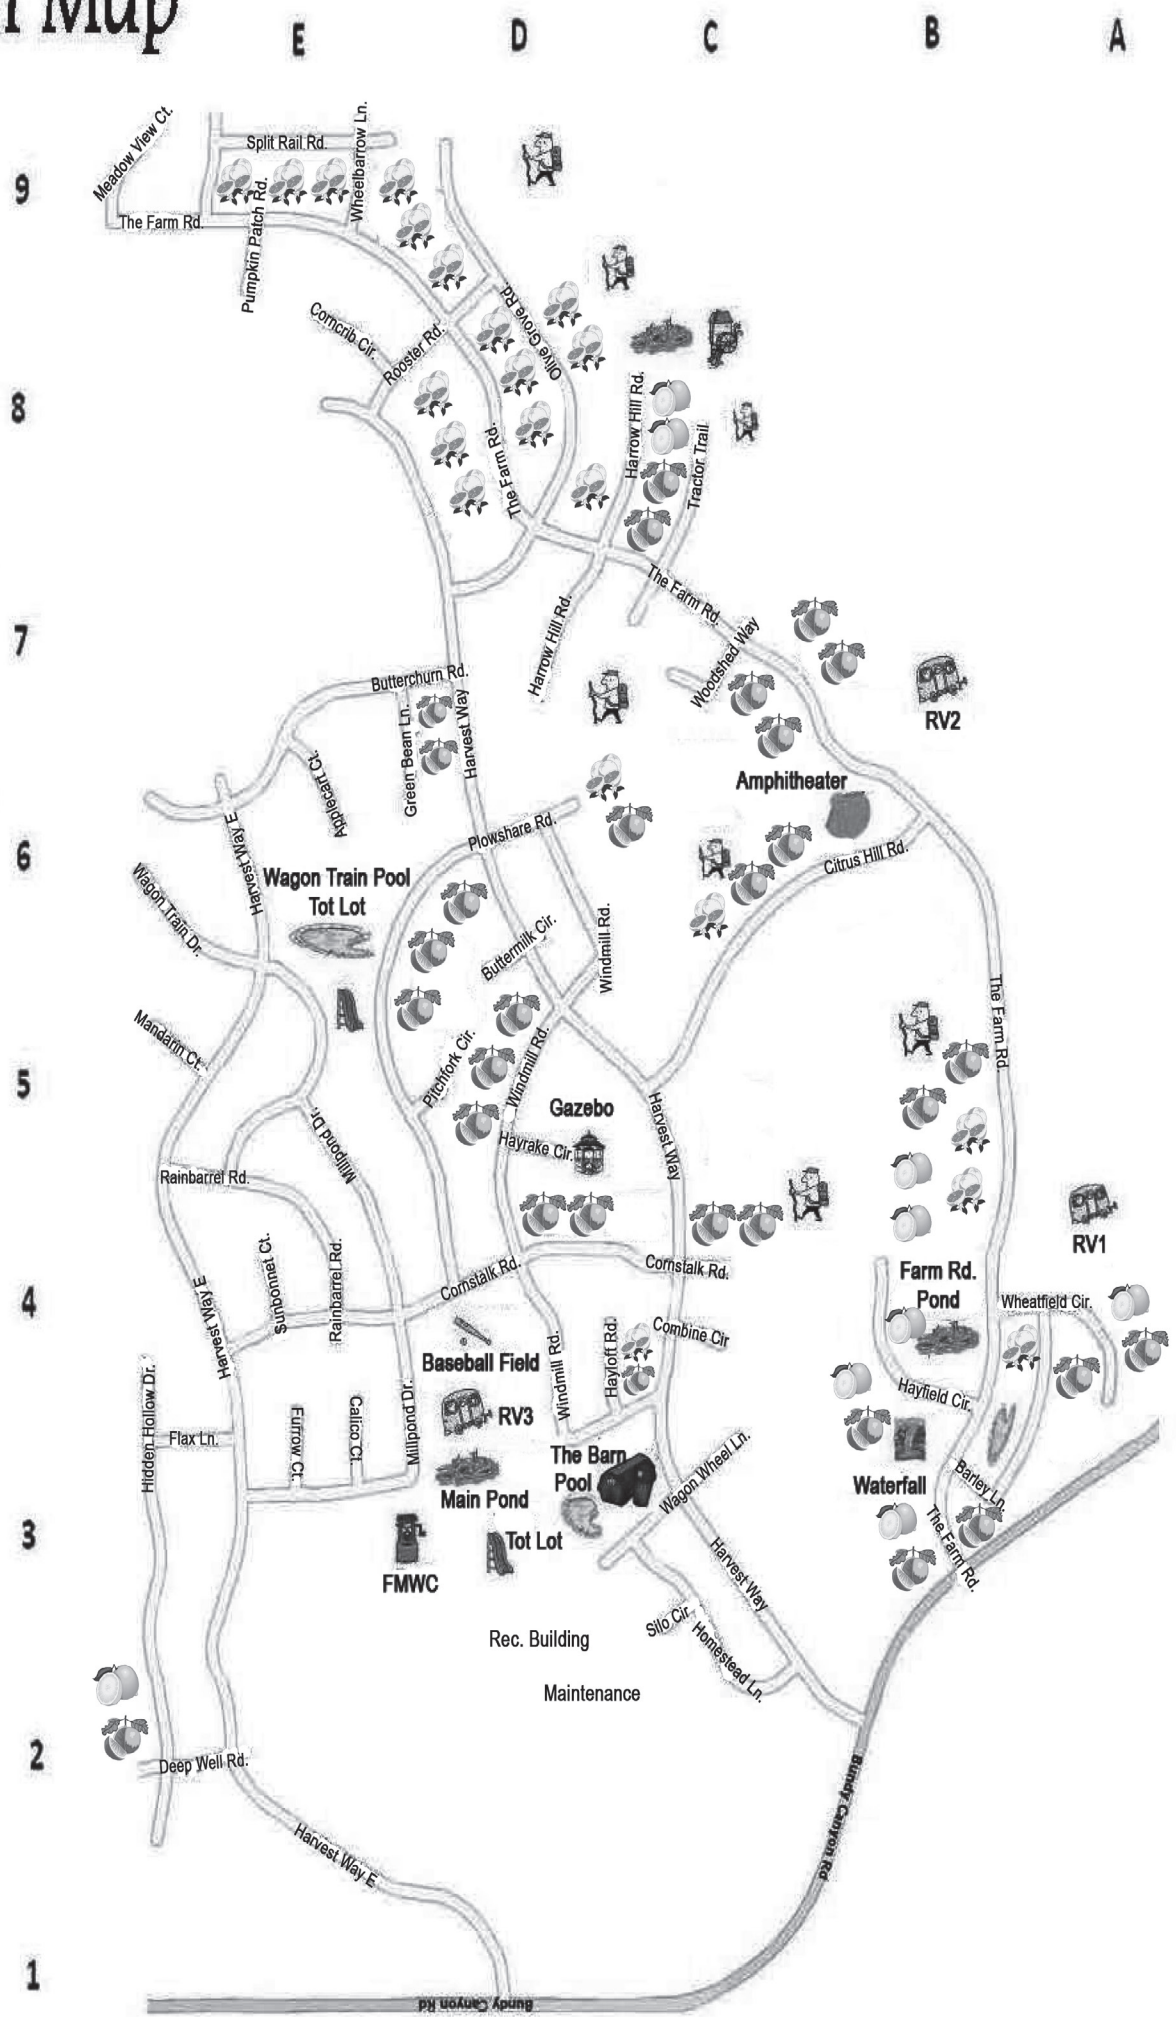 Map
E D C B A
Meadow View Ct.
Split Rail Rd.
Wheelbarrow Ln.
9
The Farm Rd.
Pumpkin Patch Rd.
Corncrib Cir.
Rooster Rd.
Olive Grove Rd.
8
Harrow Hill Rd.
The Farm Rd.
Tractor Trail
The Farm Rd.
Harrow Hill Rd.
7
Woodshed Way
Butterchurn Rd.
RV2
Green Bean Ln.
Harvest Way
Applecart Ct.
Amphitheater
Plowshare Rd.
6
Harvest Way E
Citrus Hill Rd.
Wagon Train Pool
Tot Lot
Wagon Train Dr.
Buttermilk Cir.
Windmill Rd.
The Farm Rd.
Mandarin Ct.
Pitchfork Cir.
Windmill Rd.
5
Gazebo
Millpond Dr.
Hayrake Cir.
Harvest Way
Rainbarrel Rd.
RV1
Sunbonnet Ct.
Rainbarrel Rd.
Cornstalk Rd.
Cornstalk Rd.
Farm Rd.
Pond
Wheatfield Cir.
4
Harvest Way E
Combine Cir
Baseball Field
Windmill Rd.
Hayloft Rd.
Hidden Hollow Dr.
Hayfield Cir.
Flax Ln.
Furrow Ct.
Calico Ct.
Millpond Dr.
RV3
The Barn
Pool
Wagon Wheel Ln.
Main Pond
Waterfall
Barley Ln.
3
Tot Lot
The Farm Rd.
FMWC
Harvest Way
Silo Cir
Homestead Ln.
Rec. Building
Maintenance
2
Deep Well Rd.
Bundy Canyon Rd
Harvest Way E
1
Bundy Canyon Rd